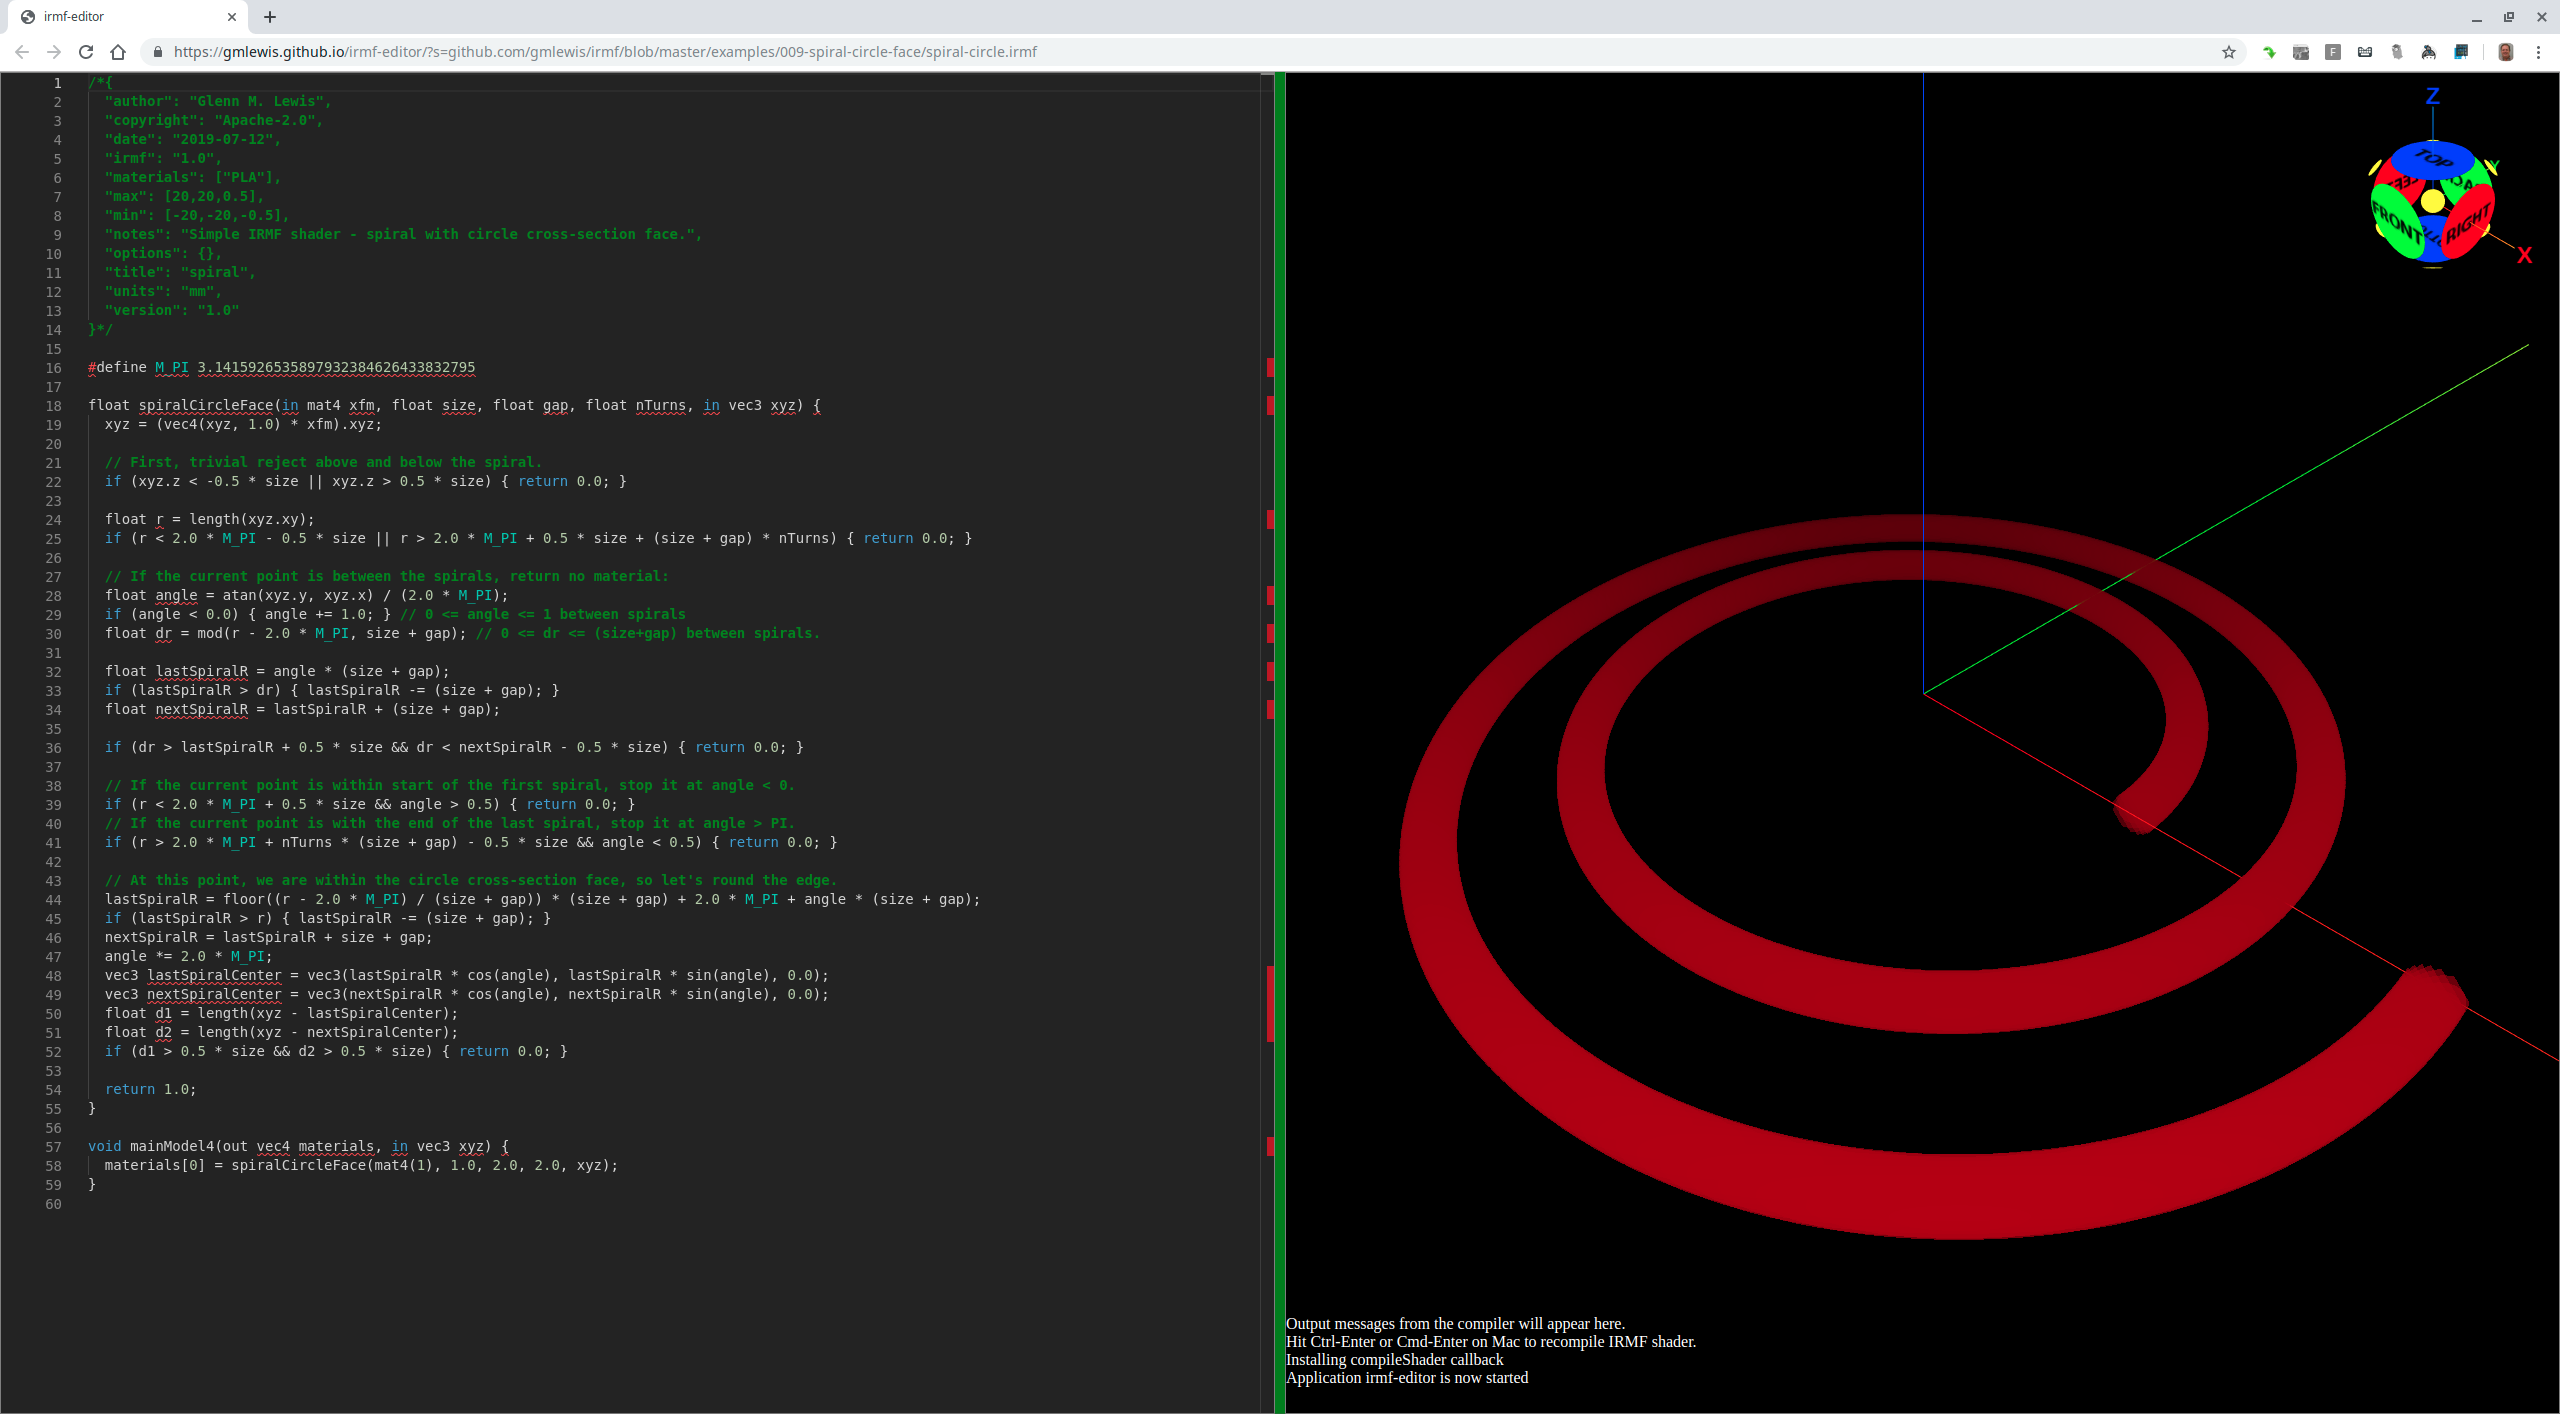 irmf-editor
https://gmlewis.github.io/irmf-editor/?s=github.com/gmlewis/irmf/blob/master/examples/009-spiral-circle-face/spiral-circle.irmf
F
1 /*{
2   "author": "Glenn M. Lewis",
3   "copyright": "Apache-2.0",
4   "date": "2019-07-12",
5   "irmf": "1.0",
6   "materials": ["PLA"],
7   "max": [20,20,0.5],
8   "min": [-20,-20,-0.5],
9   "notes": "Simple IRMF shader - spiral with circle cross-section face.",
10   "options": {},
11   "title": "spiral",
12   "units": "mm",
13   "version": "1.0"
14 }*/
15
16 #define M_PI 3.1415926535897932384626433832795
17
18 float spiralCircleFace(in mat4 xfm, float size, float gap, float nTurns, in vec3 xyz) {
19   xyz = (vec4(xyz, 1.0) * xfm).xyz;
20
21   // First, trivial reject above and below the spiral.
22   if (xyz.z < -0.5 * size || xyz.z > 0.5 * size) { return 0.0; }
23
24   float r = length(xyz.xy);
25   if (r < 2.0 * M_PI - 0.5 * size || r > 2.0 * M_PI + 0.5 * size + (size + gap) * nTurns) { return 0.0; }
26
27   // If the current point is between the spirals, return no material:
28   float angle = atan(xyz.y, xyz.x) / (2.0 * M_PI);
29   if (angle < 0.0) { angle += 1.0; } // 0 <= angle <= 1 between spirals
30   float dr = mod(r - 2.0 * M_PI, size + gap); // 0 <= dr <= (size+gap) between spirals.
31
32   float lastSpiralR = angle * (size + gap);
33   if (lastSpiralR > dr) { lastSpiralR -= (size + gap); }
34   float nextSpiralR = lastSpiralR + (size + gap);
35
36   if (dr > lastSpiralR + 0.5 * size && dr < nextSpiralR - 0.5 * size) { return 0.0; }
37
38   // If the current point is within start of the first spiral, stop it at angle < 0.
39   if (r < 2.0 * M_PI + 0.5 * size && angle > 0.5) { return 0.0; }
40   // If the current point is with the end of the last spiral, stop it at angle > PI.
41   if (r > 2.0 * M_PI + nTurns * (size + gap) - 0.5 * size && angle < 0.5) { return 0.0; }
42
43   // At this point, we are within the circle cross-section face, so let's round the edge.
44   lastSpiralR = floor((r - 2.0 * M_PI) / (size + gap)) * (size + gap) + 2.0 * M_PI + angle * (size + gap);
45   if (lastSpiralR > r) { lastSpiralR -= (size + gap); }
46   nextSpiralR = lastSpiralR + size + gap;
47   angle *= 2.0 * M_PI;
48   vec3 lastSpiralCenter = vec3(lastSpiralR * cos(angle), lastSpiralR * sin(angle), 0.0);
49   vec3 nextSpiralCenter = vec3(nextSpiralR * cos(angle), nextSpiralR * sin(angle), 0.0);
50   float d1 = length(xyz - lastSpiralCenter);
51   float d2 = length(xyz - nextSpiralCenter);
52   if (d1 > 0.5 * size && d2 > 0.5 * size) { return 0.0; }
53
54   return 1.0;
55 }
56
57 void mainModel4(out vec4 materials, in vec3 xyz) {
58   materials[0] = spiralCircleFace(mat4(1), 1.0, 2.0, 2.0, xyz);
59 }
60
Z
TOP
Y
FRONT
RIGHT
X
Output messages from the compiler will appear here.
Hit Ctrl-Enter or Cmd-Enter on Mac to recompile IRMF shader.
Installing compileShader callback
Application irmf-editor is now started